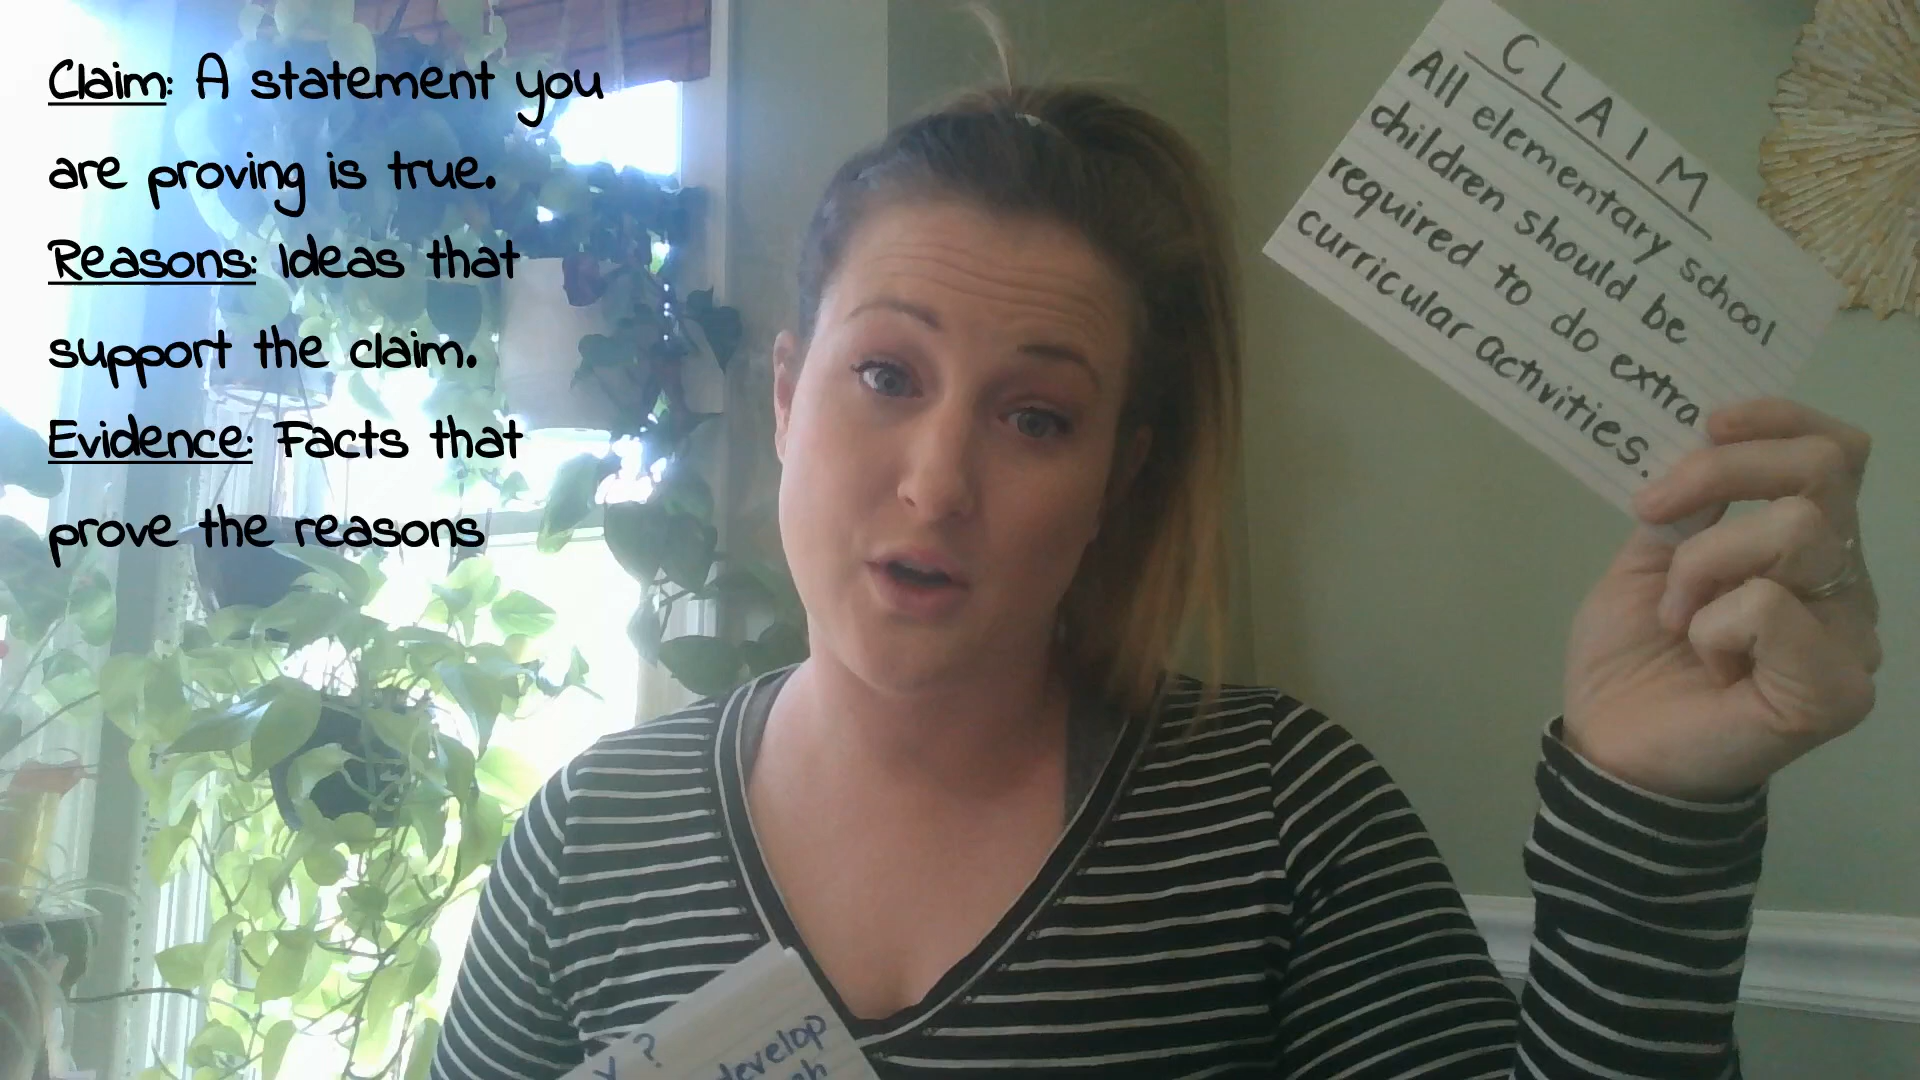 Claim: A statement you
are proving is true.
Reasons: Ideas that
support the claim.
Evidence: Facts that
prove the reasons
CLAIM
All elementary school
children should be
required to do extra
curricular activities.
?
develop